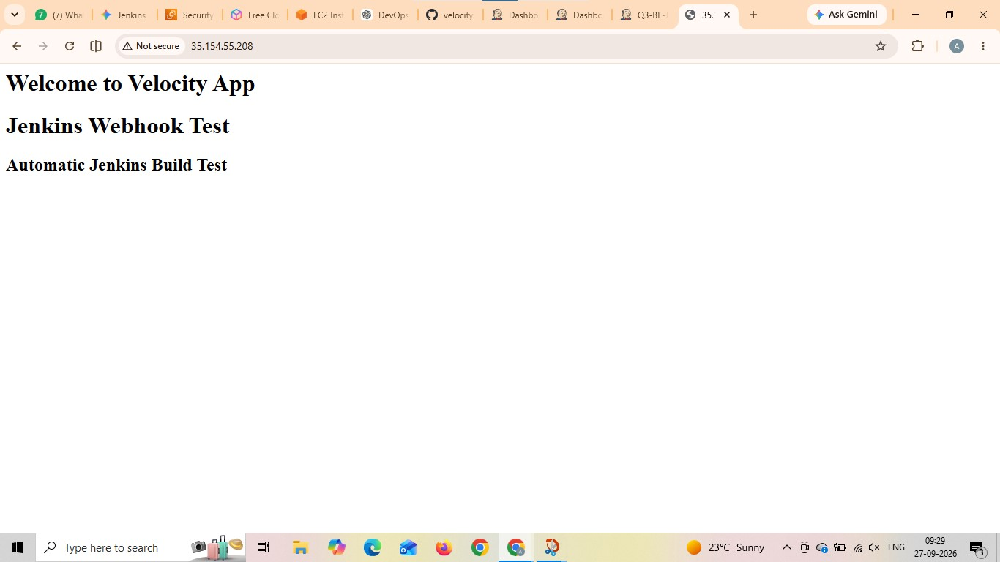 (7) Wha
Jenkins
Security
Free Clo
EC2 Inst
DevOps
velocity
Dashbo
Dashbo
Q3-BF-J
35.
Ask Gemini
Not secure
35.154.55.208
A
Welcome to Velocity App
Jenkins Webhook Test
Automatic Jenkins Build Test
Type here to search
23°C Sunny
ENG
09:29
27-09-2026
3